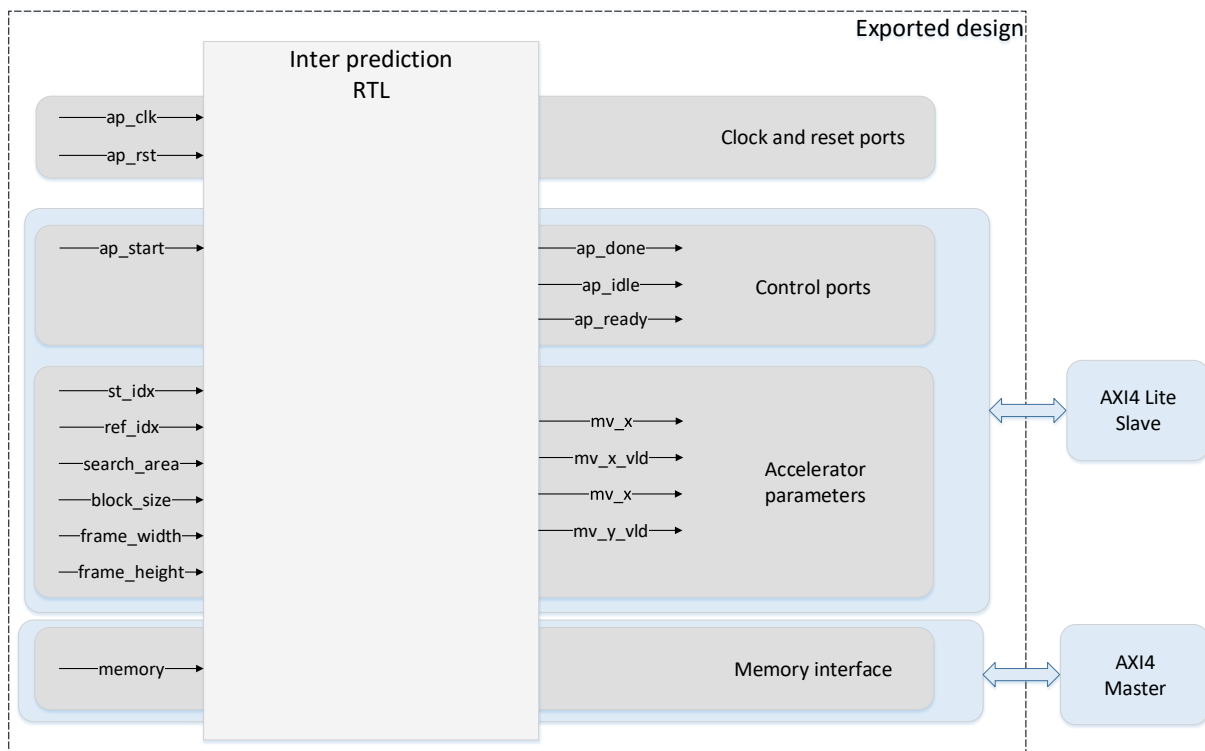 Exported design
Inter prediction
RTL
ap_clk
ap_rst
Clock and reset ports
ap_start
ap_done
ap_idle
ap_ready
Control ports
st_idx
ref_idx
search_area
block_size
frame_width
frame_height
mv_x
mv_x_vld
mv_x
mv_y_vld
Accelerator
parameters
AXI4 Lite
Slave
memory
Memory interface
AXI4
Master